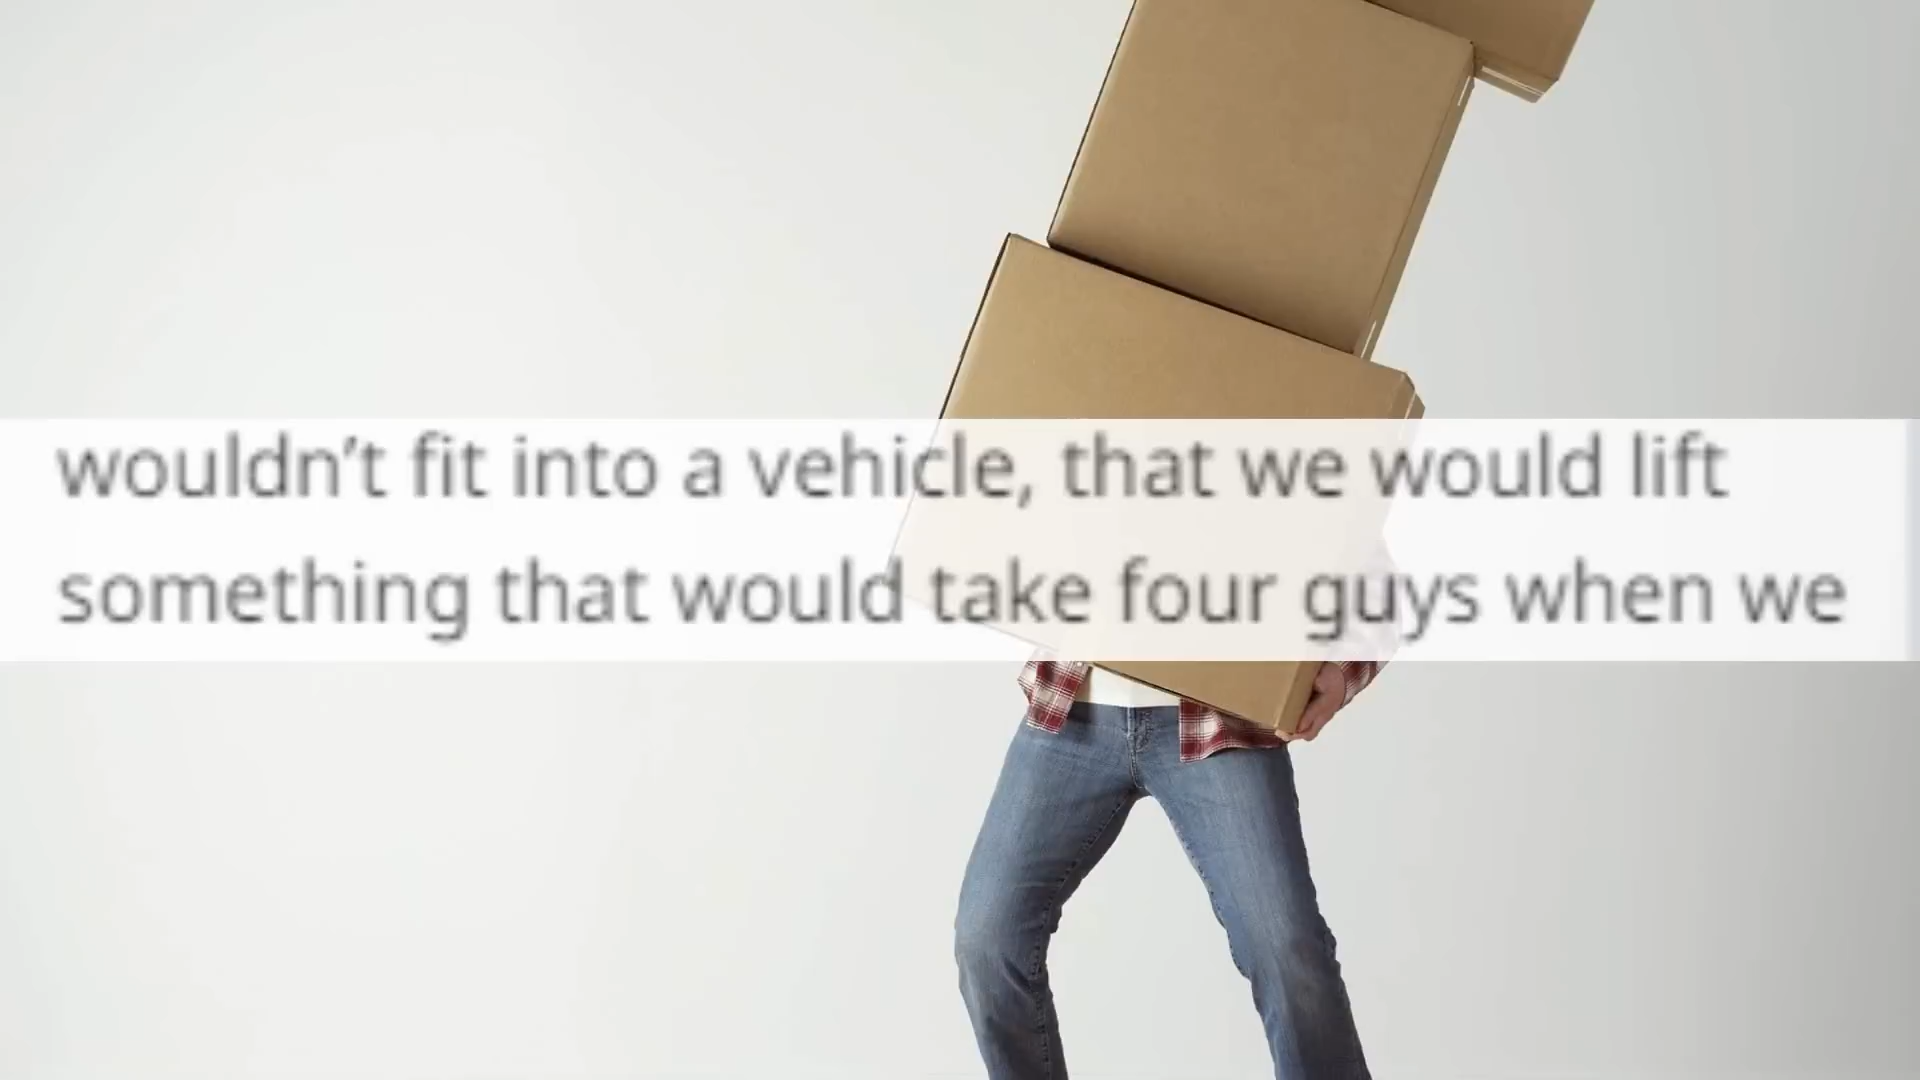 wouldn't fit into a vehicle, that we would lift
something that would take four guys when we